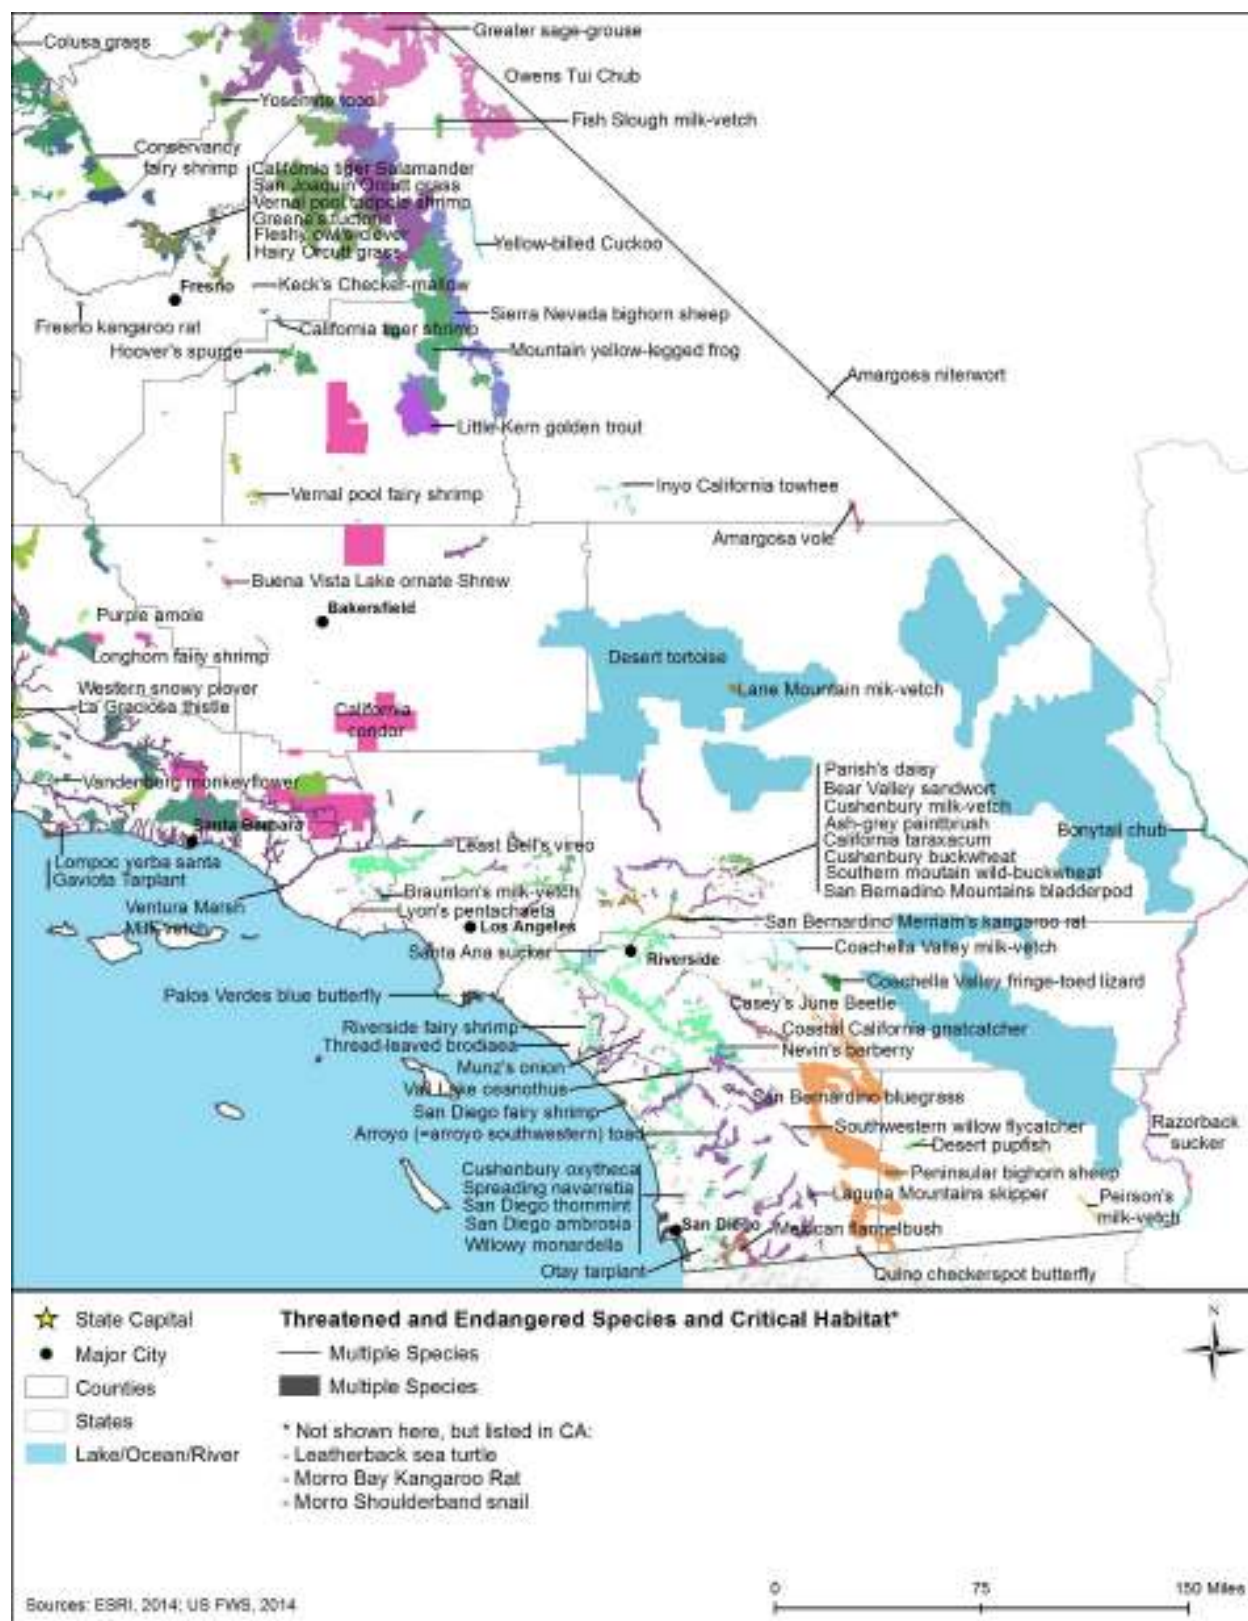 Colusa grass
Greater sage-grouse
Owens Tui Chub
Yosemite toad
Fish Slough milk-vetch
Conservancy
fairy shrimp
California tiger Salamander
San Joaquin Orcutt grass
Vernal pool tadpole shrimp
Greene's tuctoria
Fleshy owl's-clover
Hairy Orcutt grass
Yellow-billed Cuckoo
Fresno
Keck's Checker-mallow
Fresno kangaroo rat
California tiger shrimp
Sierra Nevada bighorn sheep
Hoover's spurge
Mountain yellow-legged frog
Amargosa niterwort
Little Kern golden trout
Vernal pool fairy shrimp
Inyo California towhee
Amargosa vole
Buena Vista Lake ornate Shrew
Bakersfield
Purple amole
Longhorn fairy shrimp
Desert tortoise
Western snowy plover
La Graciosa thistle
Lane Mountain mik-vetch
California
condor
Vandenberg monkeyflower
Parish's daisy
Bear Valley sandwort
Cushenbury milk-vetch
Ash-grey painttbrush
California taraxacum
Cushenbury buckwheat
Southern moutain wild-buckwheat
San Bernadino Mountains bladderpod
Bonytail chub
Santa Barbara
Least Bell's vireo
Lompoc yerba santa
Gaviota Tarplant
Braunton's milk-vetch
Ventura Marsh
Milk-vetch
Lyon's pentachaeta
Los Angeles
San Bernardino Merriam's kangaroo rat
Santa Ana sucker
Riverside
Coachella Valley milk-vetch
Coachella Valley fringe-toed lizard
Palos Verdes blue butterfly
Casey's June Beetle
Riverside fairy shrimp
Coastal California gnatcatcher
Thread-leaved brodiaea
Nevin's barberry
Munz's onion
Vail Lake ceanothus
San Bernardino bluegrass
San Diego fairy shrimp
Arroyo (=arroyo southwestern) toad
Southwestern willow flycatcher
Desert pupfish
Razorback
sucker
Cushenbury oxytheca
Spreading navarretia
San Diego thornmint
San Diego ambrosia
Willowy monardella
Peninsular bighorn sheep
Laguna Mountains skipper
Peirson's
milk-vetch
San Diego
Mexican flannelbush
Otay tarplant
Quino checkerspot butterfly
State Capital
Major City
Counties
States
Lake/Ocean/River
Threatened and Endangered Species and Critical Habitat*
Multiple Species
Multiple Species
* Not shown here, but listed in CA:
- Leatherback sea turtle
- Morro Bay Kangaroo Rat
- Morro Shoulderband snail
N
Sources: ESRI, 2014; US FWS, 2014
0 75 150 Miles